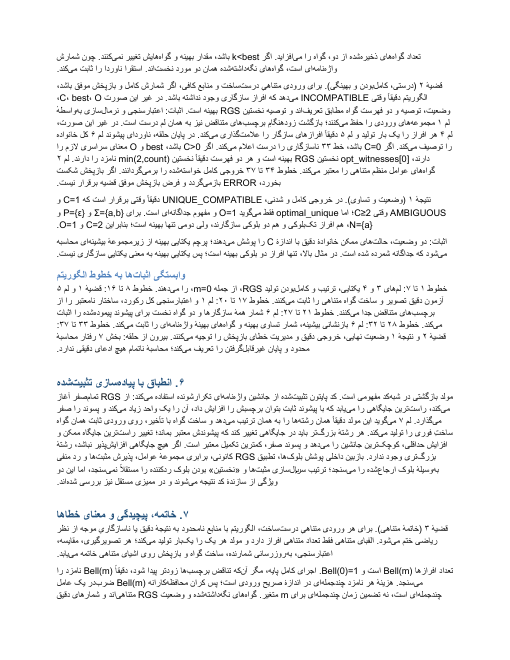 تعداد گواه‌های ذخیره‌شده از دو، گواه را می‌افزاید. اگر k<best باشد، مقدار بهینه و گواه‌هایش تغییر نمی‌کنند. چون شمارش
واژه‌نامه‌ای است، گواه‌های نگه‌داشته‌شده همان دو مورد نخست‌اند. استقرا ناوردا را ثابت می‌کند.
قضیهٔ ۲ (درستی، کامل‌بودن و بهینگی). برای ورودی متناهی درست‌ساخت و منابع کافی، اگر شمارش کامل و بازپخش موفق باشد،
الگوریتم دقیقاً وقتی INCOMPATIBLE می‌دهد که افراز سازگاری وجود نداشته باشد. در غیر این صورت C، best، O،
وضعیت، توصیه و دو فهرست گواه مطابق تعریف‌اند و توصیه نخستین RGS بهینه است. اثبات: اعتبارسنجی و نرمال‌سازی به‌واسطهٔ
لم ۱ مجموعه‌های ورودی را حفظ می‌کنند؛ بازگشت زودهنگام برچسب‌های متناقض نیز به همان لم درست است. در غیر این صورت،
لم ۴ هر افراز را یک بار تولید و لم ۵ دقیقاً افرازهای سازگار را علامت‌گذاری می‌کند. در پایان حلقه، ناوردای پیشوند لم ۶ کل خانواده
را توصیف می‌کند. اگر C=0 باشد، خط ۳۳ ناسازگاری را درست اعلام می‌کند. اگر C>0 باشد، best و O معنای سراسری لازم را
دارند، opt_witnesses[0] نخستین RGS بهینه است و هر دو فهرست دقیقاً نخستین min(2,count) نامزد را دارند. لم ۲
گواه‌های عوامل منظم متناهی را معتبر می‌کند. خطوط ۳۴ تا ۳۷ خروجی کامل خواسته‌شده را برمی‌گردانند. اگر بازپخش شکست
بخورد، ERROR بازمی‌گردد و فرض بازپخش موفق قضیه برقرار نیست.
نتیجهٔ ۱ (وضعیت و تساوی). در خروجی کامل و شدنی، UNIQUE_COMPATIBLE دقیقاً وقتی برقرار است که C=1 و
AMBIGUOUS وقتی C≥2؛ اما optimal_unique فقط می‌گوید O=1 و مفهوم جداگانه‌ای است. برای Σ={a,b}‎ و P={ε}‎ و
N={a}‎، هم افراز تک‌بلوکی و هم دو بلوکی سازگارند، ولی دومی تنها بهینه است؛ بنابراین C=2 و O=1.
اثبات: دو وضعیت، حالت‌های ممکن خانوادهٔ دقیق با اندازهٔ C را پوشش می‌دهند؛ پرچم یکتایی بهینه از زیرمجموعهٔ بیشینه‌ای محاسبه
می‌شود که جداگانه شمرده شده است. در مثال بالا، تنها افراز دو بلوکی بهینه است؛ پس یکتایی بهینه به معنی یکتایی سازگاری نیست.
وابستگی اثبات‌ها به خطوط الگوریتم
خطوط ۱ تا ۷: لم‌های ۳ و ۴ یکتایی، ترتیب و کامل‌بودن تولید RGS، از جمله m=0، را می‌دهند. خطوط ۸ تا ۱۶: قضیهٔ ۱ و لم ۵
آزمون دقیق تصویر و ساخت گواه متناهی را ثابت می‌کنند. خطوط ۱۷ تا ۲۰: لم ۱ و اعتبارسنجی کل رکورد، ساختار نامعتبر را از
برچسب‌های متناقض جدا می‌کنند. خطوط ۲۱ تا ۲۷: لم ۶ شمار همهٔ سازگارها و دو گواه نخست برای پیشوند پیموده‌شده را اثبات
می‌کند. خطوط ۲۸ تا ۳۲: لم ۶ بازنشانی بیشینه، شمار تساوی بهینه و گواه‌های بهینهٔ واژه‌نامه‌ای را ثابت می‌کند. خطوط ۳۳ تا ۳۷:
قضیهٔ ۲ و نتیجهٔ ۱ وضعیت نهایی، خروجی دقیق و مدیریت خطای بازپخش را توجیه می‌کنند. بیرون از حلقه: بخش ۷ رفتار محاسبهٔ
محدود و پایان غیرقابل‌گرفتن را تعریف می‌کند؛ محاسبهٔ ناتمام هیچ ادعای دقیقی ندارد.
۶. انطباق با پیاده‌سازی تثبیت‌شده
مولد بازگشتی در شبه‌کد مفهومی است. کد پایتون تثبیت‌شده از جانشین واژه‌نامه‌ای تکرارشونده استفاده می‌کند: از RGS تمام‌صفر آغاز
می‌کند، راست‌ترین جایگاهی را می‌یابد که با پیشوند ثابت بتوان برچسبش را افزایش داد، آن را یک واحد زیاد می‌کند و پسوند را صفر
می‌گذارد. لم ۷ می‌گوید این مولد دقیقاً همان رشته‌ها را به همان ترتیب می‌دهد و ساخت گواه با تأخیر، روی ورودی ثابت همان گواه
ساخت فوری را تولید می‌کند. هر رشتهٔ بزرگ‌تر باید در جایگاهی تغییر کند که پیشوندش معتبر بماند؛ تغییر راست‌ترین جایگاه ممکن و
افزایش حداقلی، کوچک‌ترین جانشین را می‌دهد و پسوند صفر، کمترین تکمیل معتبر است. اگر هیچ جایگاهی افزایش‌پذیر نباشد، رشتهٔ
بزرگ‌تری وجود ندارد. بازبین داخلی پوشش بلوک‌ها، تطبیق RGS کانونی، برابری مجموعهٔ عوامل، پذیرش مثبت‌ها و رد منفی
به‌وسیلهٔ بلوک ارجاع‌شده را می‌سنجد؛ ترتیب سریال‌سازی مثبت‌ها و «نخستین» بودن بلوک ردکننده را مستقلاً نمی‌سنجد، اما این دو
ویژگی از سازندهٔ کد نتیجه می‌شوند و در ممیزی مستقل نیز بررسی شده‌اند.
۷. خاتمه، پیچیدگی و معنای خطاها
قضیهٔ ۳ (خاتمهٔ متناهی). برای هر ورودی متناهی درست‌ساخت، الگوریتم با منابع نامحدود به نتیجهٔ دقیق یا ناسازگاری موجه از نظر
ریاضی ختم می‌شود. الفبای متناهی فقط تعداد متناهی افراز دارد و مولد هر یک را یک‌بار تولید می‌کند؛ هر تصویرگیری، مقایسه،
اعتبارسنجی، به‌روزرسانی شمارنده، ساخت گواه و بازپخش روی اشیای متناهی خاتمه می‌یابد.
تعداد افرازها Bell(m) است و Bell(0)=1. اجرای کامل پایه، مگر آن‌که تناقض برچسب‌ها زودتر پیدا شود، دقیقاً Bell(m) نامزد را
می‌سنجد. هزینهٔ هر نامزد چندجمله‌ای در اندازهٔ صریح ورودی است؛ پس کران محافظه‌کارانه Bell(m) ضرب‌در یک عامل
چندجمله‌ای است، نه تضمین زمان چندجمله‌ای برای m متغیر. گواه‌های نگه‌داشته‌شده و وضعیت RGS متناهی‌اند و شمارهای دقیق